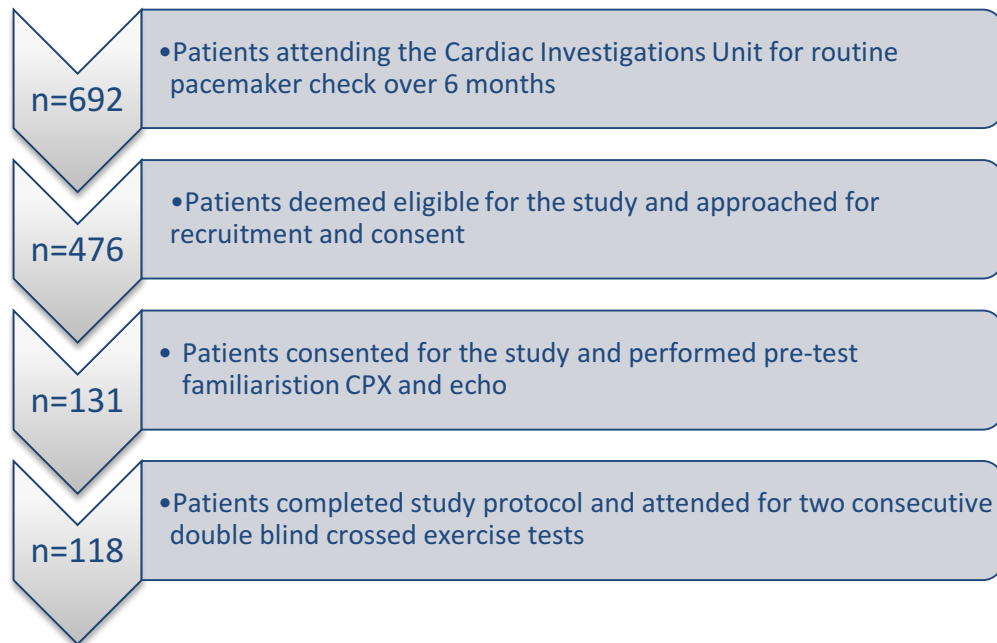 n=692
•Patients attending the Cardiac Investigations Unit for routine
pacemaker check over 6 months
n=476
•Patients deemed eligible for the study and approached for
recruitment and consent
n=131
• Patients consented for the study and performed pre-test
familiaristion CPX and echo
n=118
•Patients completed study protocol and attended for two consecutive
double blind crossed exercise tests